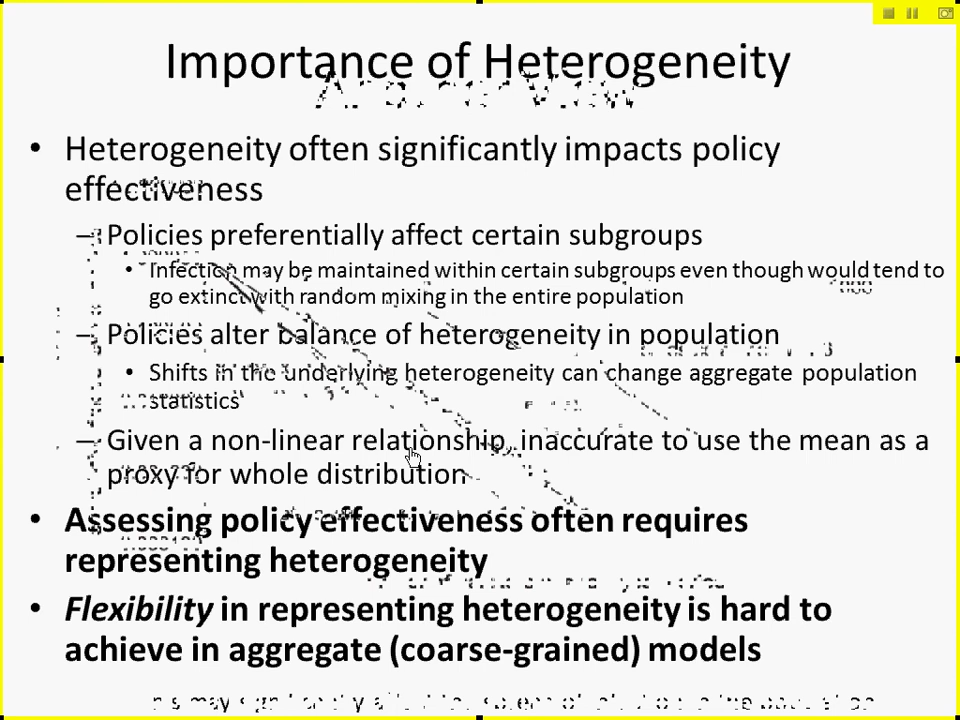 Importance of Heterogeneity
• Heterogeneity often significantly impacts policy
effectiveness
– Policies preferentially affect certain subgroups
• Infection may be maintained within certain subgroups even though would tend to
go extinct with random mixing in the entire population
– Policies alter balance of heterogeneity in population
• Shifts in the underlying heterogeneity can change aggregate population
statistics
– Given a non-linear relationship, inaccurate to use the mean as a
proxy for whole distribution
• Assessing policy effectiveness often requires
representing heterogeneity
• Flexibility in representing heterogeneity is hard to
achieve in aggregate (coarse-grained) models